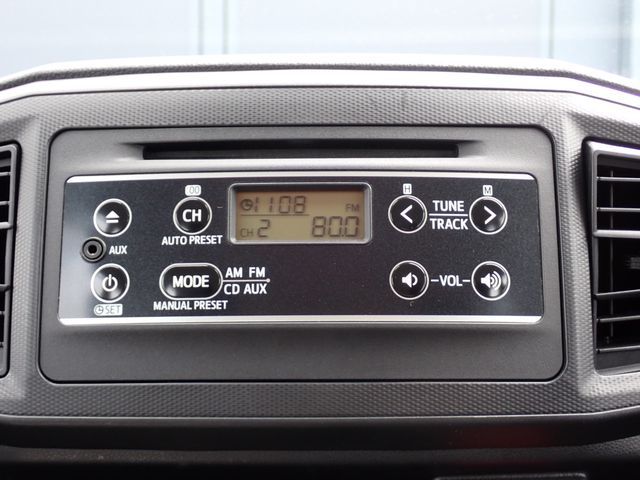 :00
H
M
CH
1108
FM
CH 2
80.0
TUNE
TRACK
AUTO PRESET
AUX
MODE
AM FM
CD AUX
VOL
MANUAL PRESET
SET